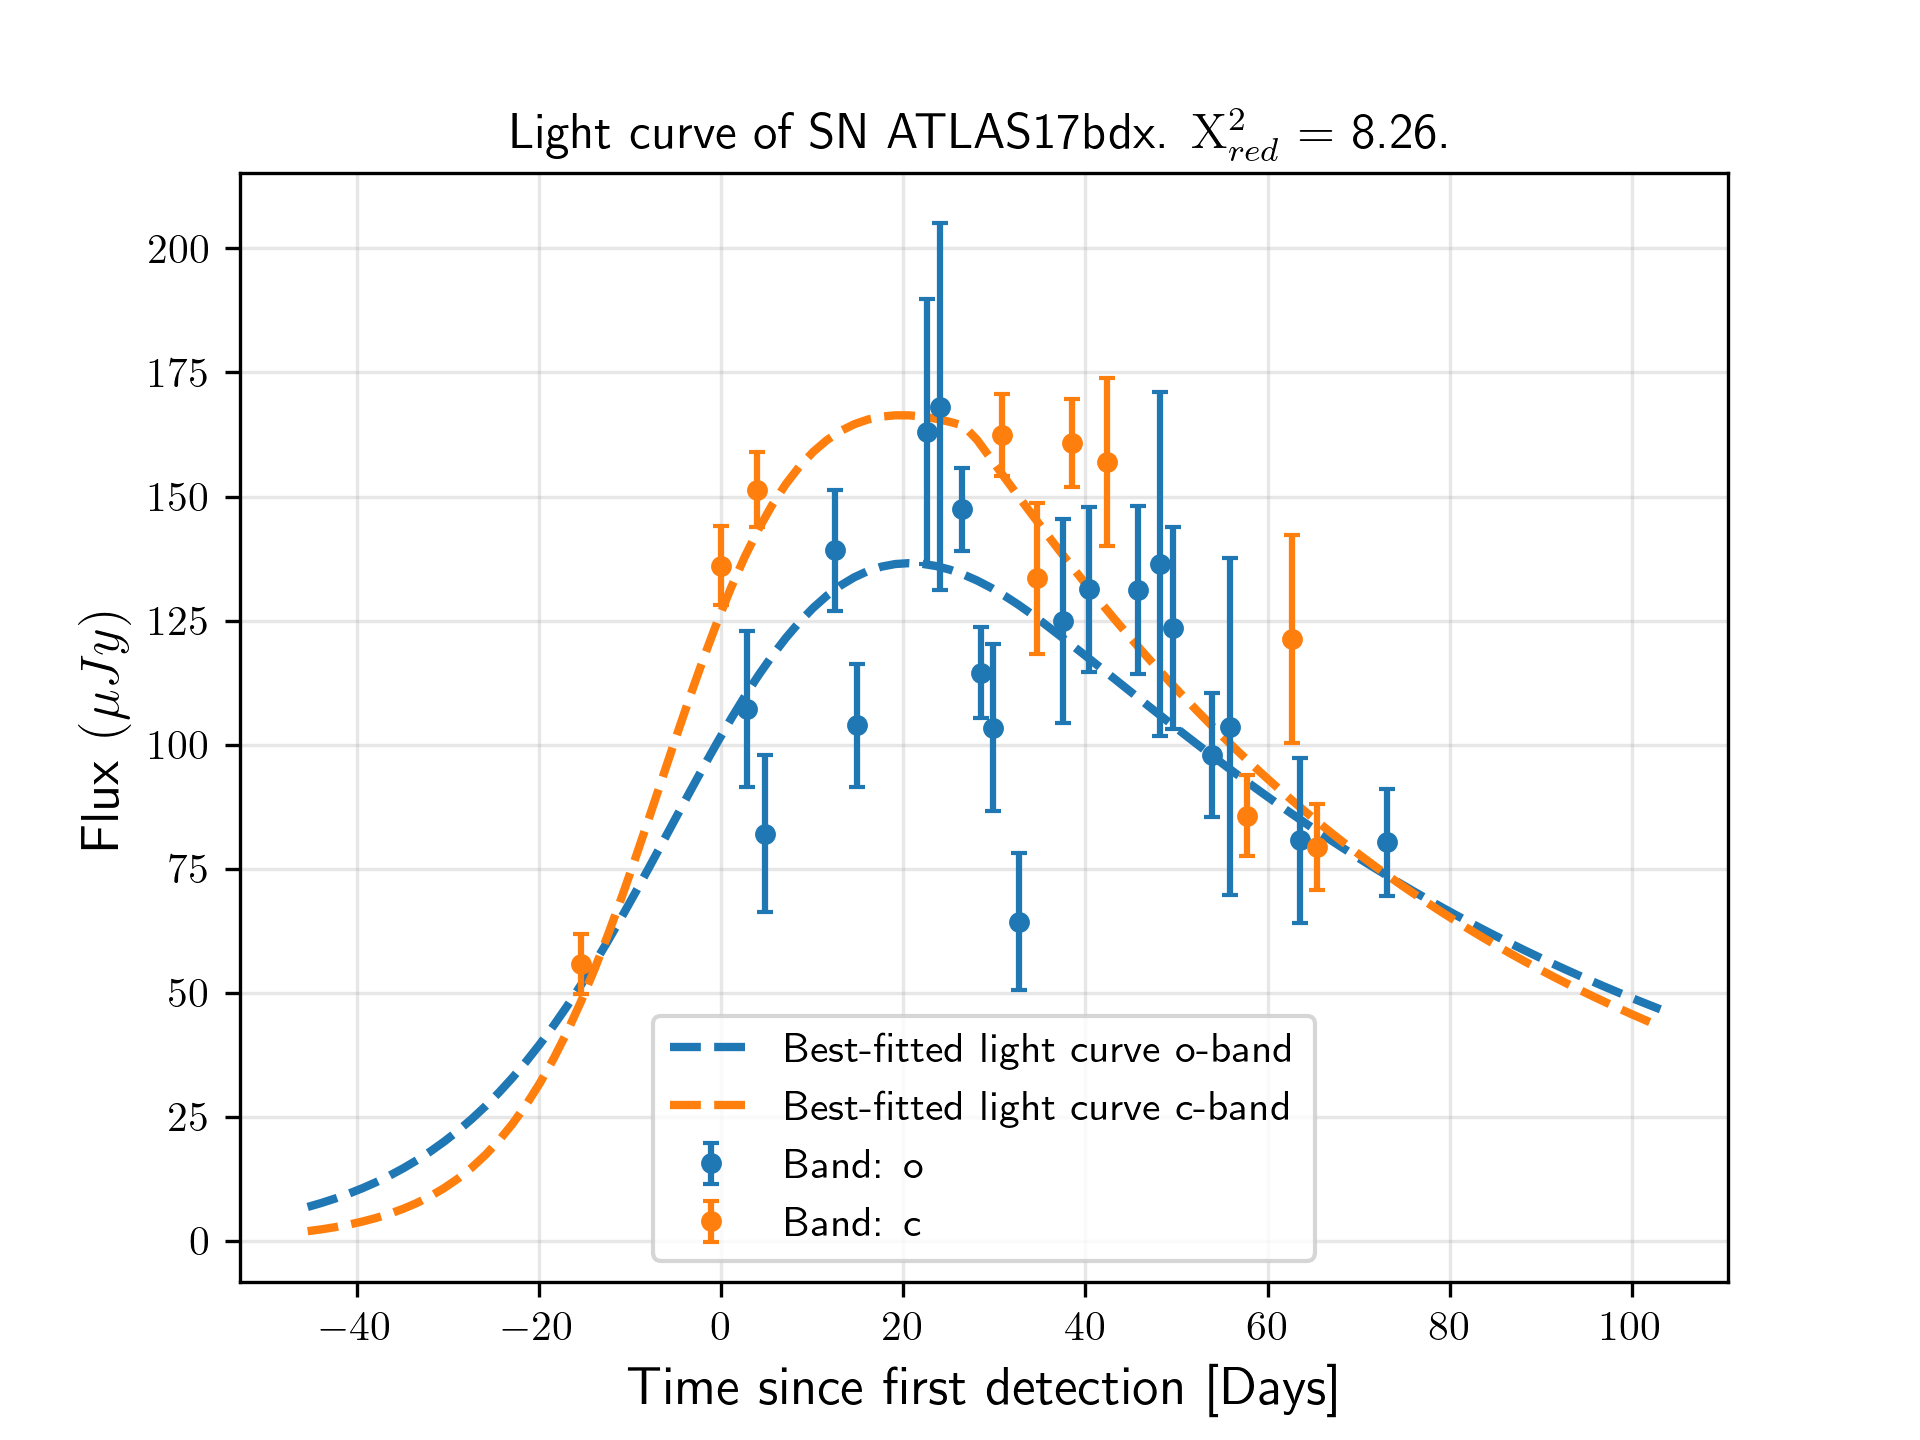 Light curve of SN ATLAS17bdx. X²_red = 8.26.
200
175
150
125
100
75
50
25
0
Flux (μJy)
Best-fitted light curve o-band
Best-fitted light curve c-band
Band: o
Band: c
−40 −20 0 20 40 60 80 100
Time since first detection [Days]